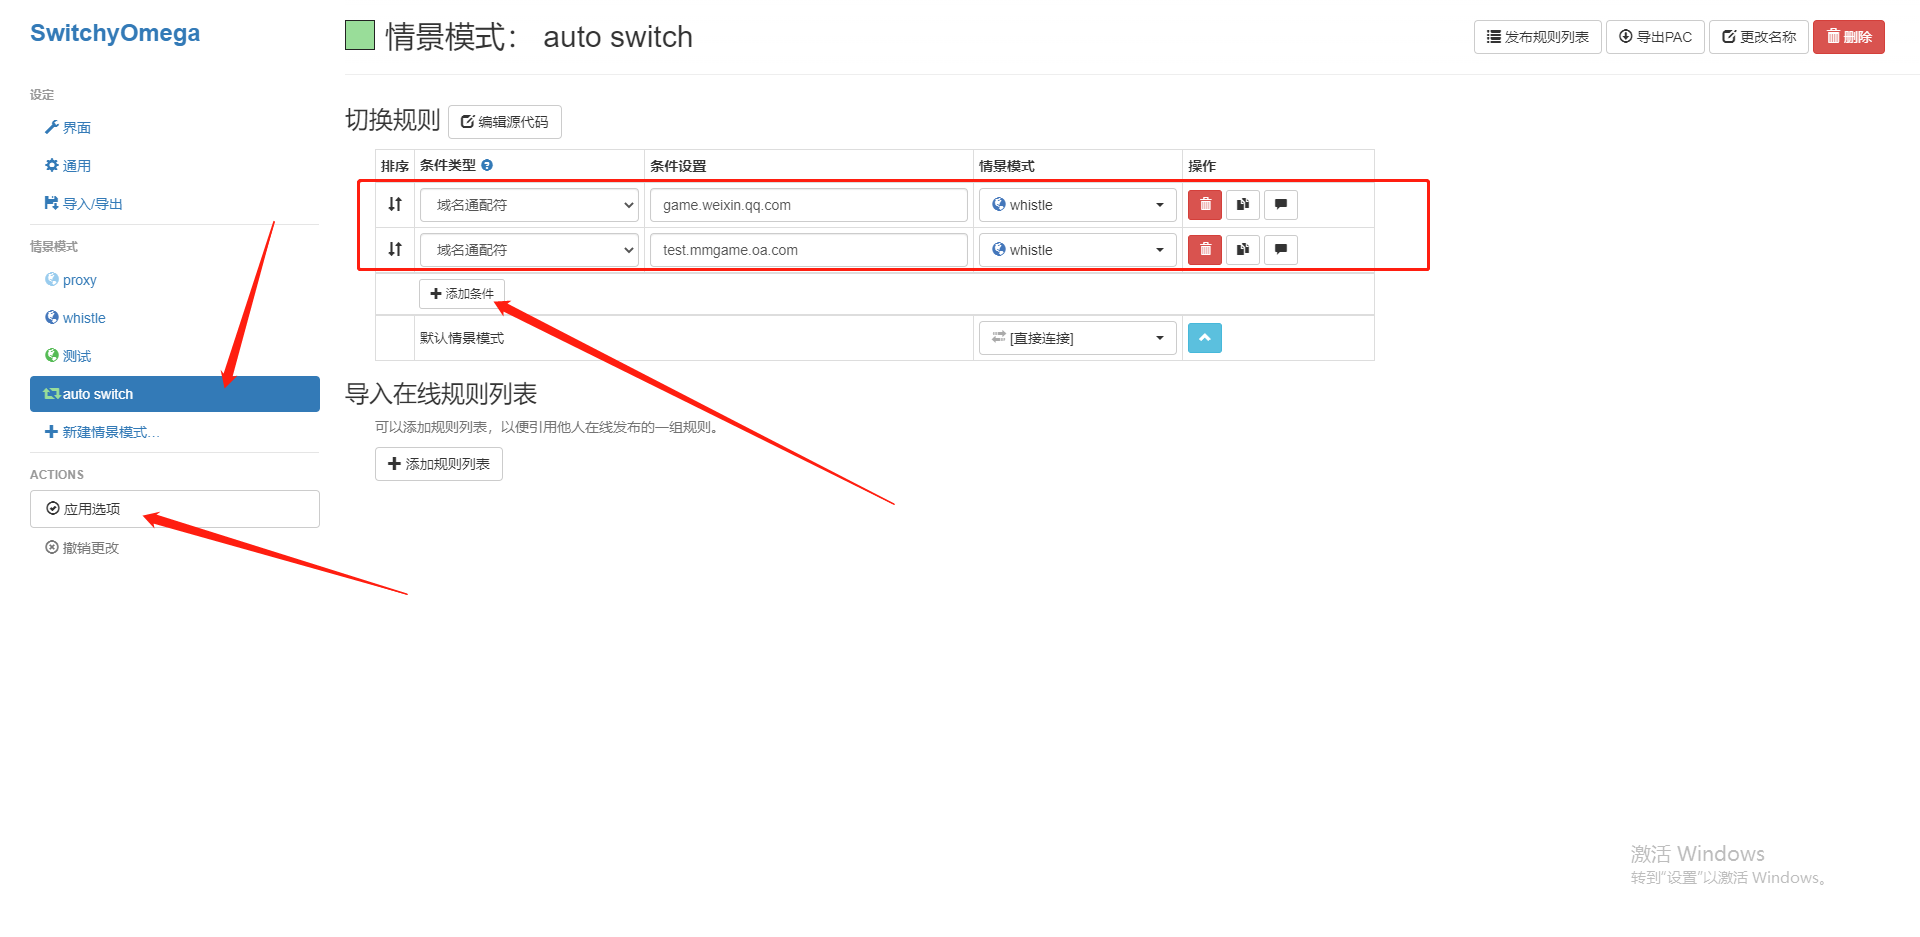 SwitchyOmega
设定
界面
通用
导入/导出
情景模式
proxy
whistle
测试
auto switch
新建情景模式...
ACTIONS
应用选项
撤销更改
情景模式： auto switch
发布规则列表 导出PAC 更改名称 删除
切换规则 编辑源代码
排序 条件类型 条件设置 情景模式 操作
域名通配符 game.weixin.qq.com whistle
域名通配符 test.mmgame.oa.com whistle
添加条件
默认情景模式 [直接连接]
导入在线规则列表
可以添加规则列表，以便引用他人在线发布的一组规则。
添加规则列表
激活 Windows
转到“设置”以激活 Windows。